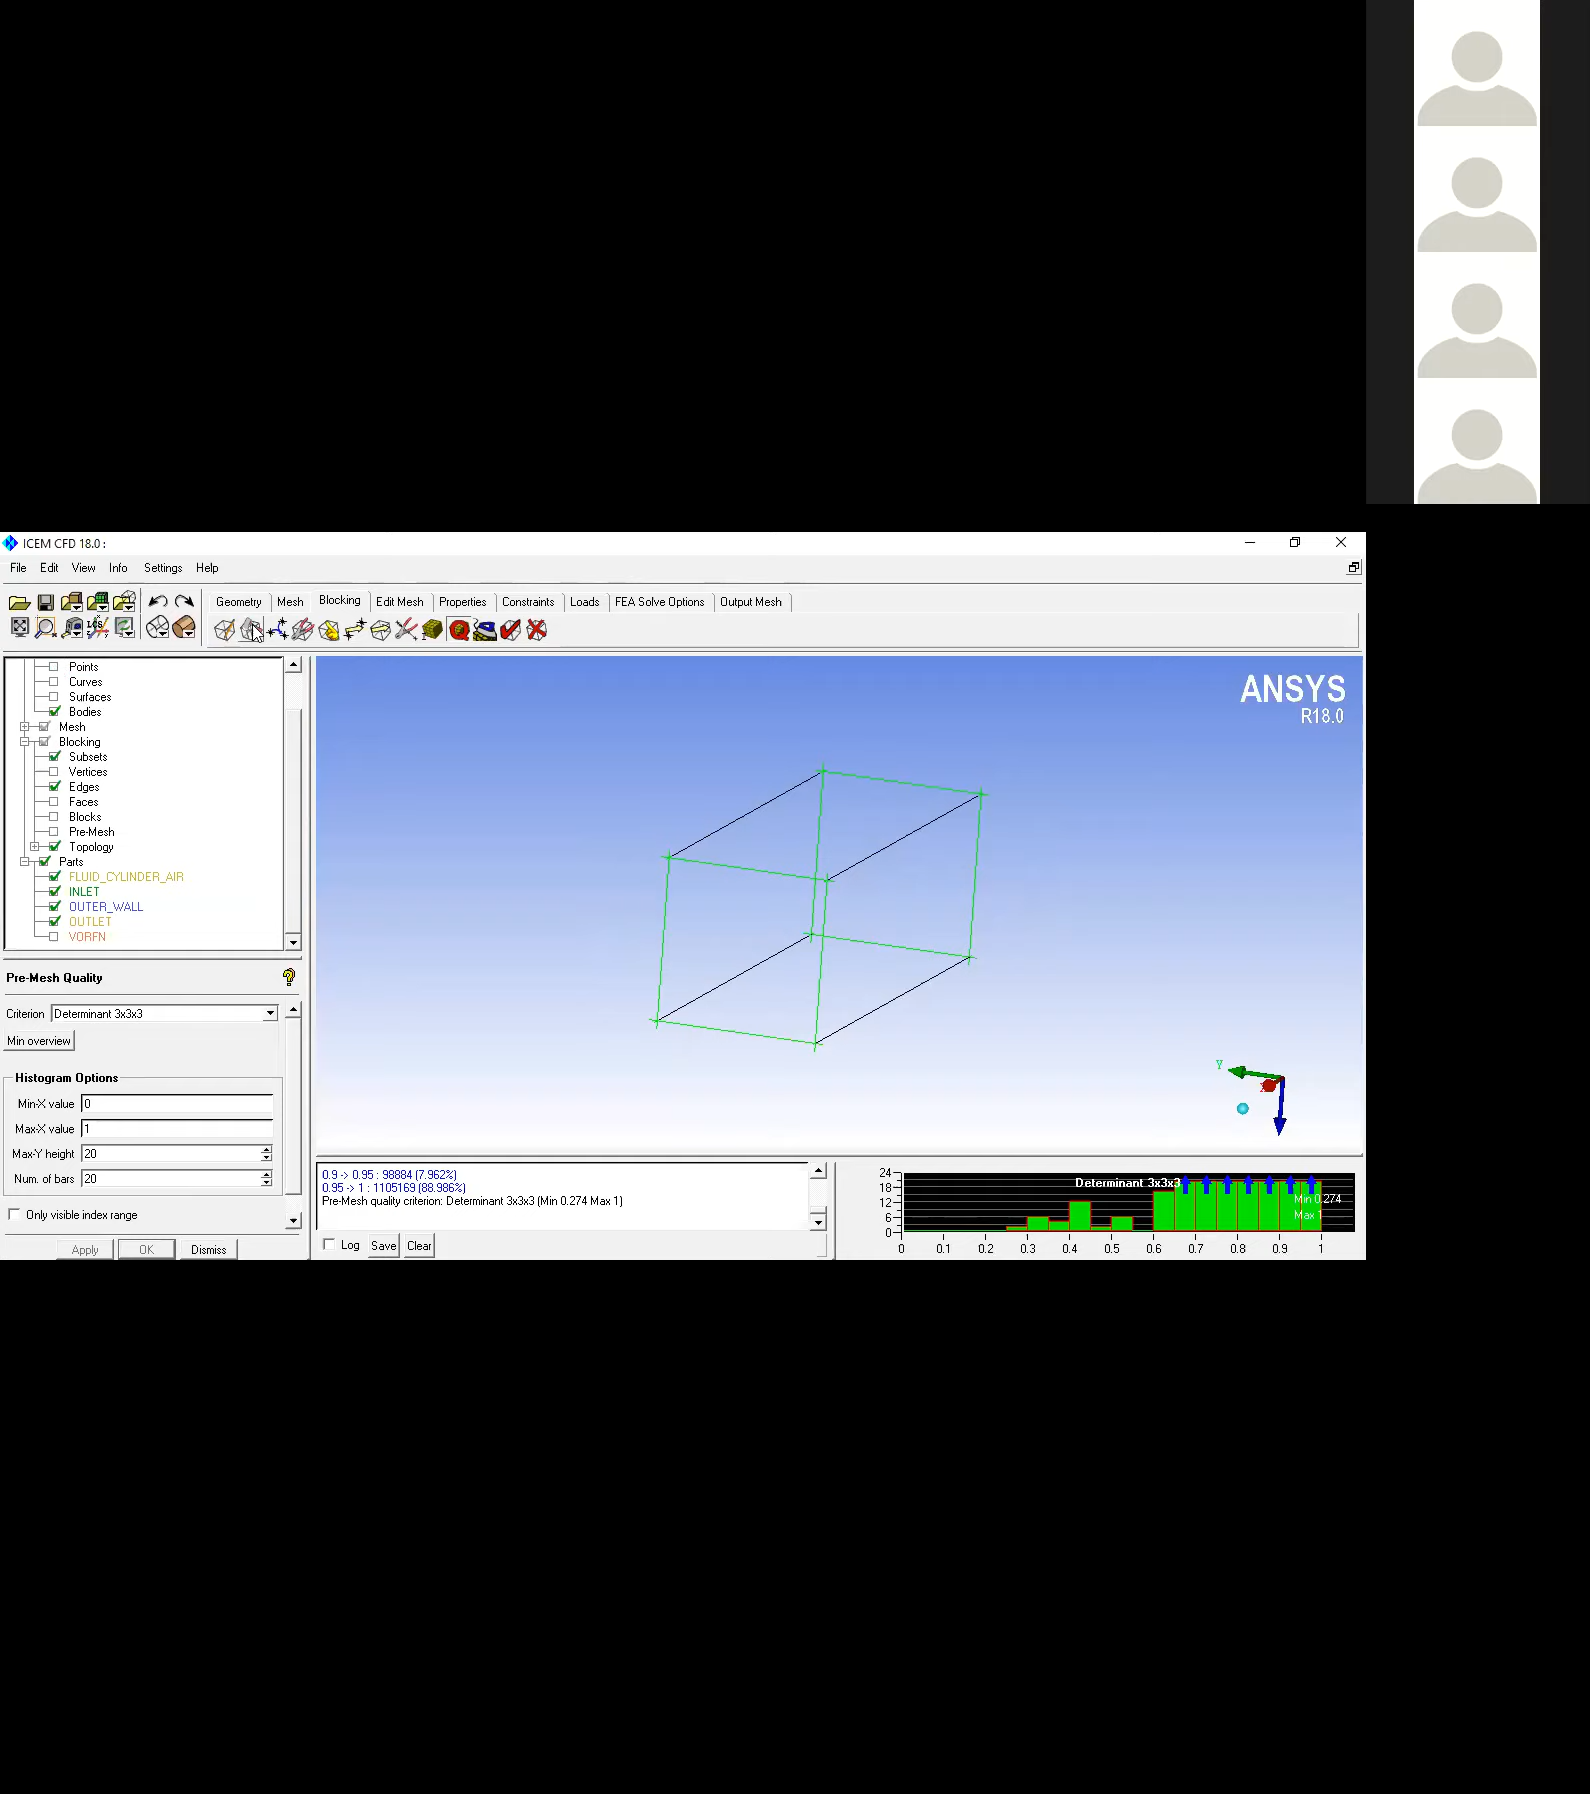 ICEM CFD 18.0 :
File Edit View Info Settings Help
Geometry Mesh Blocking Edit Mesh Properties Constraints Loads FEA Solve Options Output Mesh
LCS
Points
Curves
Surfaces
Bodies
Mesh
Blocking
Subsets
Vertices
Edges
Faces
Blocks
Pre-Mesh
Topology
Parts
FLUID_CYLINDER_AIR
INLET
OUTER_WALL
OUTLET
VORFN
ANSYS
R18.0
Y
Pre-Mesh Quality
Criterion Determinant 3x3x3
Min overview
Histogram Options
Min-X value 0
Max-X value 1
Max-Y height 20
Num. of bars 20
Only visible index range
Apply OK Dismiss
0.9 -> 0.95 : 98884 (7.962%)
0.95 -> 1 : 1105169 (88.986%)
Pre-Mesh quality criterion: Determinant 3x3x3 (Min 0.274 Max 1)
Log Save Clear
Determinant 3x3x3
Min 0.274
Max 1
24
18
12
6
0
0 0.1 0.2 0.3 0.4 0.5 0.6 0.7 0.8 0.9 1